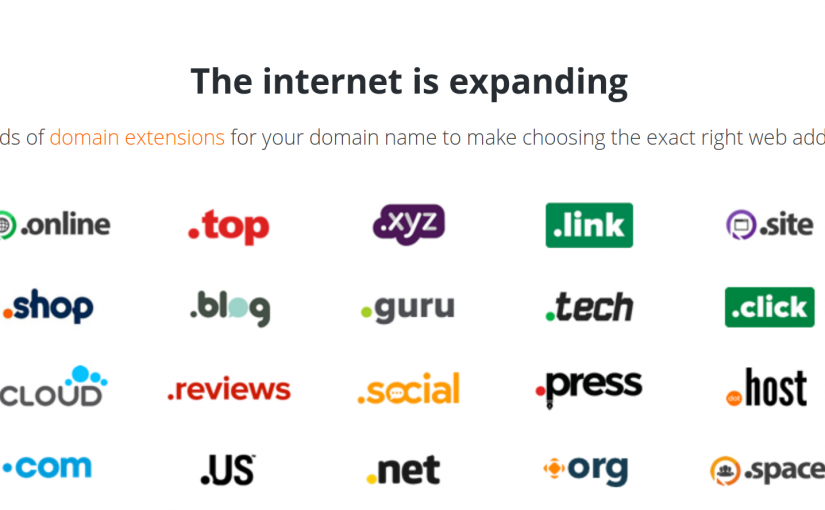 The internet is expanding
ds of domain extensions for your domain name to make choosing the exact right web add
.online .top .xyz .link .site
.shop .blog .guru .tech .click
CLOUD .reviews .social .press dot .host
.com .US .net .org .space